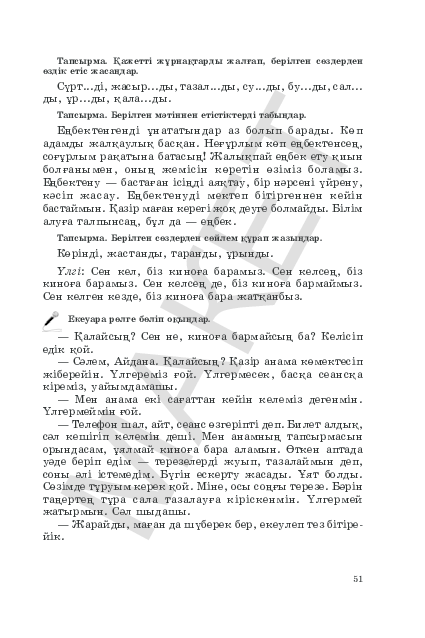 Тапсырма. Қажетті жұрнақтарды жалғап, берілген сөздерден
өздік етіс жасаңдар.
Сүрт...ді, жасыр...ды, тазал...ды, су...ды, бу...ды, сал...
ды, ұр...ды, қала...ды.
Тапсырма. Берілген мәтіннен етістіктерді табыңдар.
Еңбектенгенді ұнататындар аз болып барады. Көп
адамды жалқаулық басқан. Неғұрлым көп еңбектенсең,
соғұрлым рақатына батасың! Жалықпай еңбек ету қиын
болғанымен, оның жемісін көретін өзіміз боламыз.
Еңбектену — бастаған ісіңді аяқтау, бір нәрсені үйрену,
кәсіп жасау. Еңбектенуді мектеп бітіргеннен кейін
бастаймын. Қазір маған керегі жоқ деуге болмайды. Білім
алуға талпынсаң, бұл да — еңбек.
Тапсырма. Берілген сөздерден сөйлем құрап жазыңдар.
Көрінді, жастанды, таранды, ұрынды.
Үлгі: Сен кел, біз киноға барамыз. Сен келсең, біз
киноға барамыз. Сен келсең де, біз киноға бармаймыз.
Сен келген кезде, біз киноға бара жатқанбыз.
Екеуара рөлге бөліп оқыңдар.
— Қалайсың? Сен не, киноға бармайсың ба? Келісіп
едік қой.
— Сәлем, Айдана. Қалайсың? Қазір анама көмектесіп
жіберейін. Үлгереміз ғой. Үлгермесек, басқа сеансқа
кіреміз, уайымдамашы.
— Мен анама екі сағаттан кейін келеміз дегенмін.
Үлгермеймін ғой.
— Телефон шал, айт, сеанс өзгеріпті деп. Билет алдық,
сәл кешігіп келемін деші. Мен анамның тапсырмасын
орындасам, ұялмай киноға бара аламын. Өткен аптада
уәде беріп едім — терезелерді жуып, тазалаймын деп,
соны әлі істемедім. Бүгін ескерту жасады. Ұят болды.
Сөзімде тұруым керек қой. Міне, осы соңғы терезе. Бәрін
таңертең тұра сала тазалауға кіріскенмін. Үлгермей
жатырмын. Сәл шыдашы.
— Жарайды, маған да шүберек бер, екеулеп тез бітіре-
йік.
51
МАКЕТ